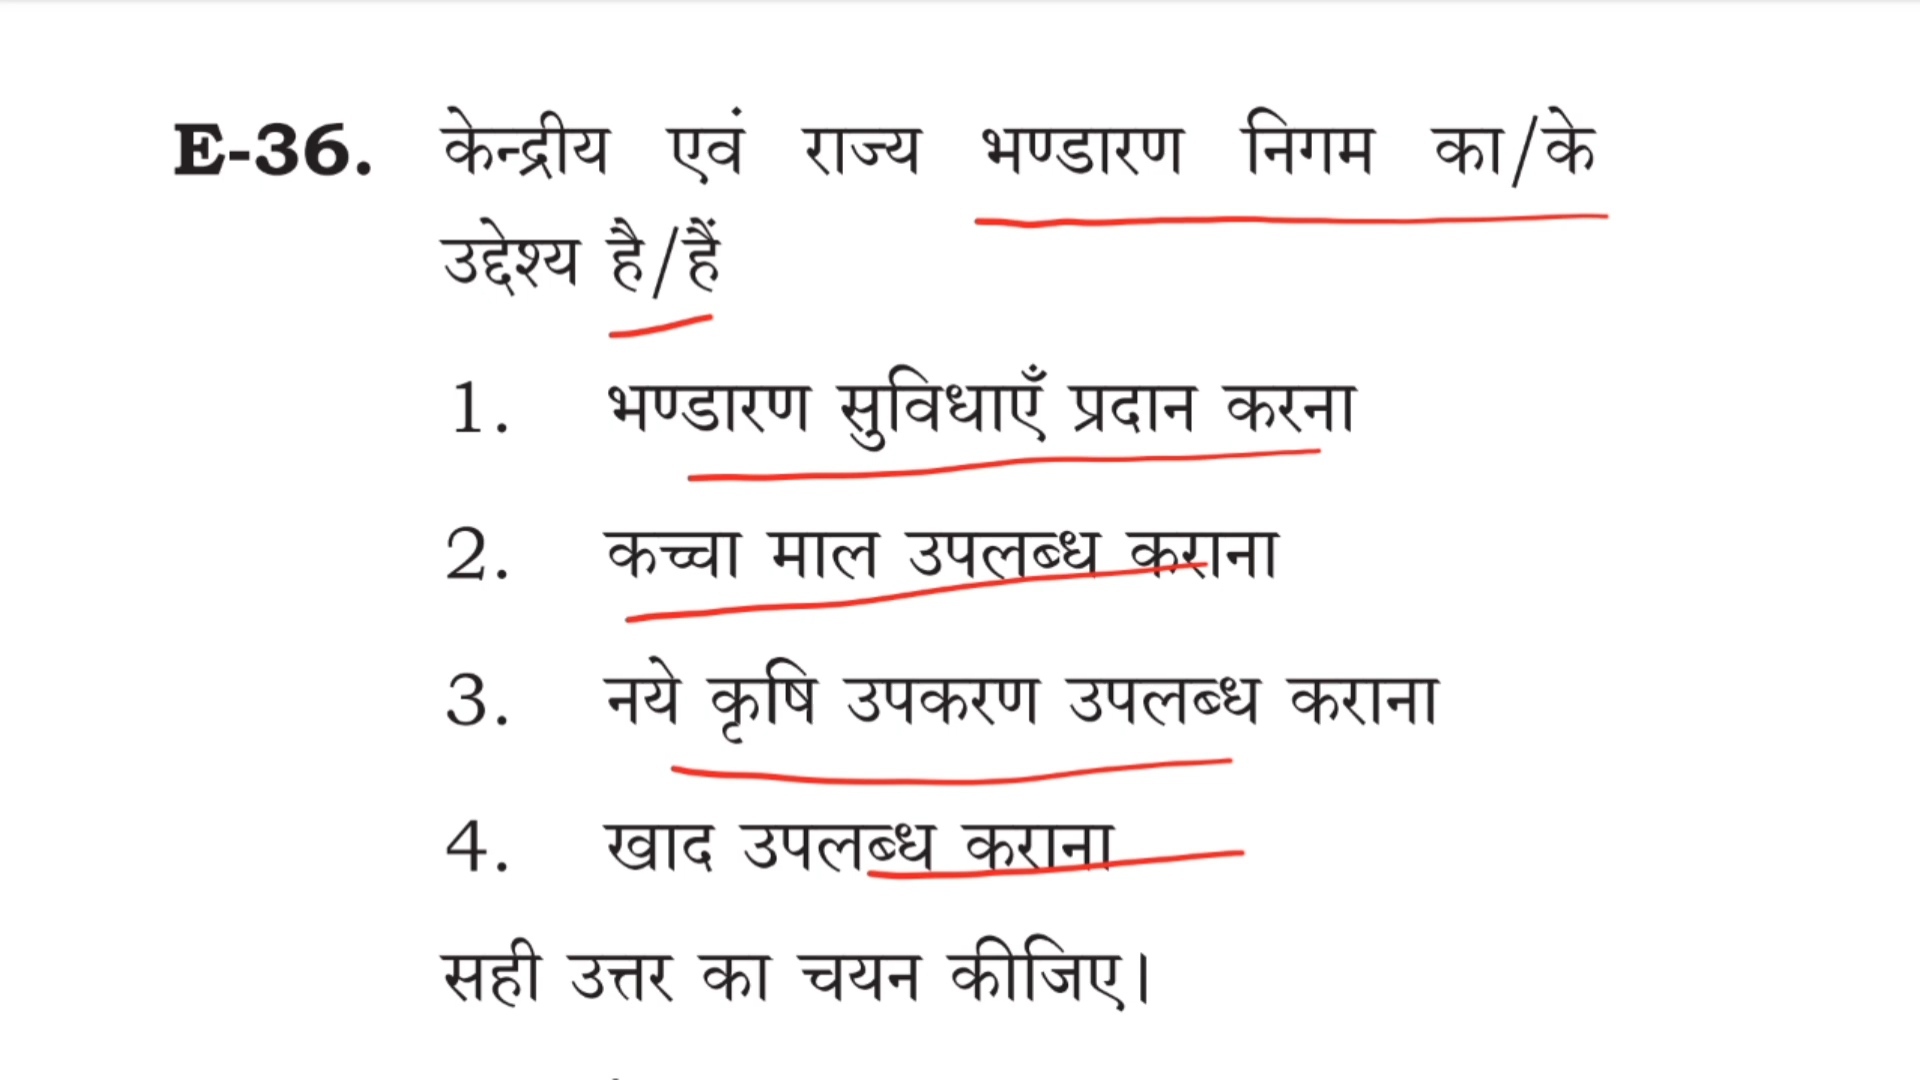 E-36. केन्द्रीय एवं राज्य भण्डारण निगम का/के
उद्देश्य है/हैं
1. भण्डारण सुविधाएँ प्रदान करना
2. कच्चा माल उपलब्ध कराना
3. नये कृषि उपकरण उपलब्ध कराना
4. खाद उपलब्ध कराना
सही उत्तर का चयन कीजिए।